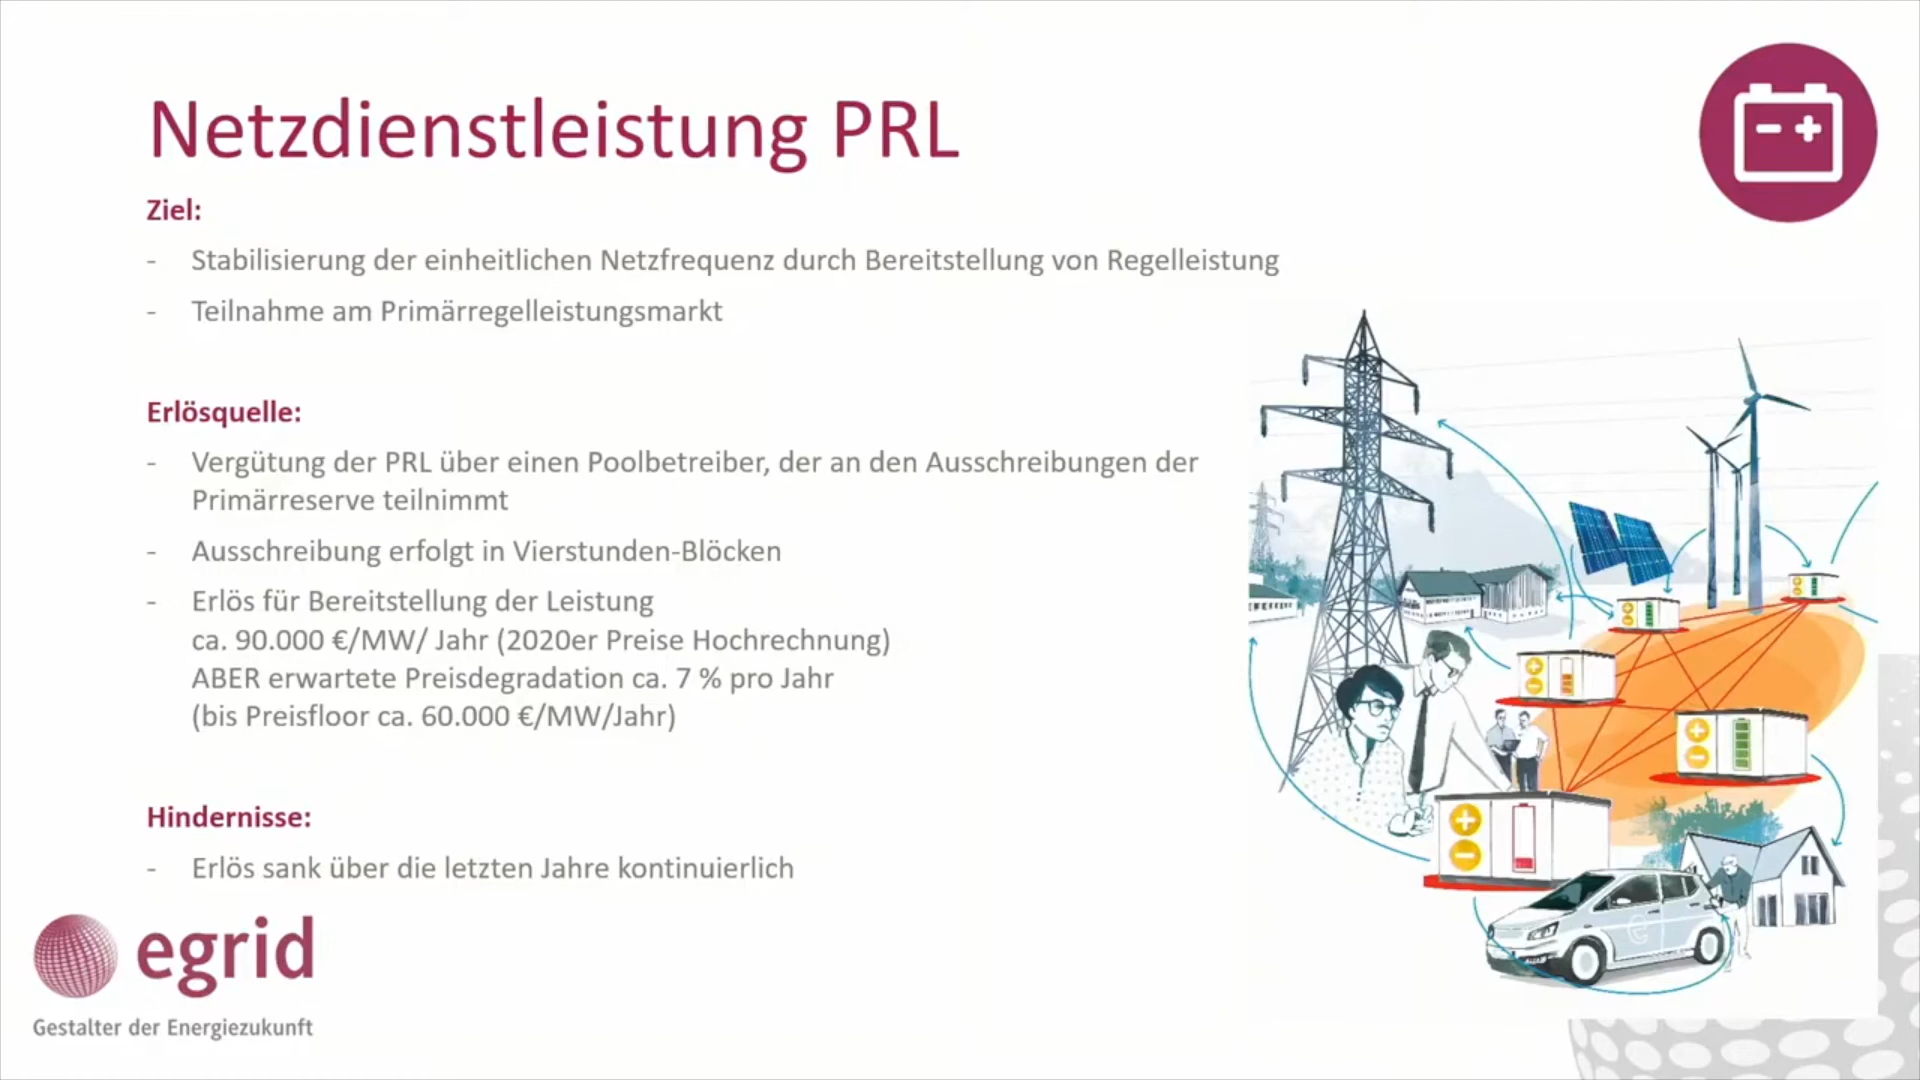 Netzdienstleistung PRL
Ziel:
- Stabilisierung der einheitlichen Netzfrequenz durch Bereitstellung von Regelleistung
- Teilnahme am Primärregelleistungsmarkt
Erlösquelle:
- Vergütung der PRL über einen Poolbetreiber, der an den Ausschreibungen der
Primärreserve teilnimmt
- Ausschreibung erfolgt in Vierstunden-Blöcken
- Erlös für Bereitstellung der Leistung
ca. 90.000 €/MW/ Jahr (2020er Preise Hochrechnung)
ABER erwartete Preisdegradation ca. 7 % pro Jahr
(bis Preisfloor ca. 60.000 €/MW/Jahr)
Hindernisse:
- Erlös sank über die letzten Jahre kontinuierlich
egrid
Gestalter der Energiezukunft